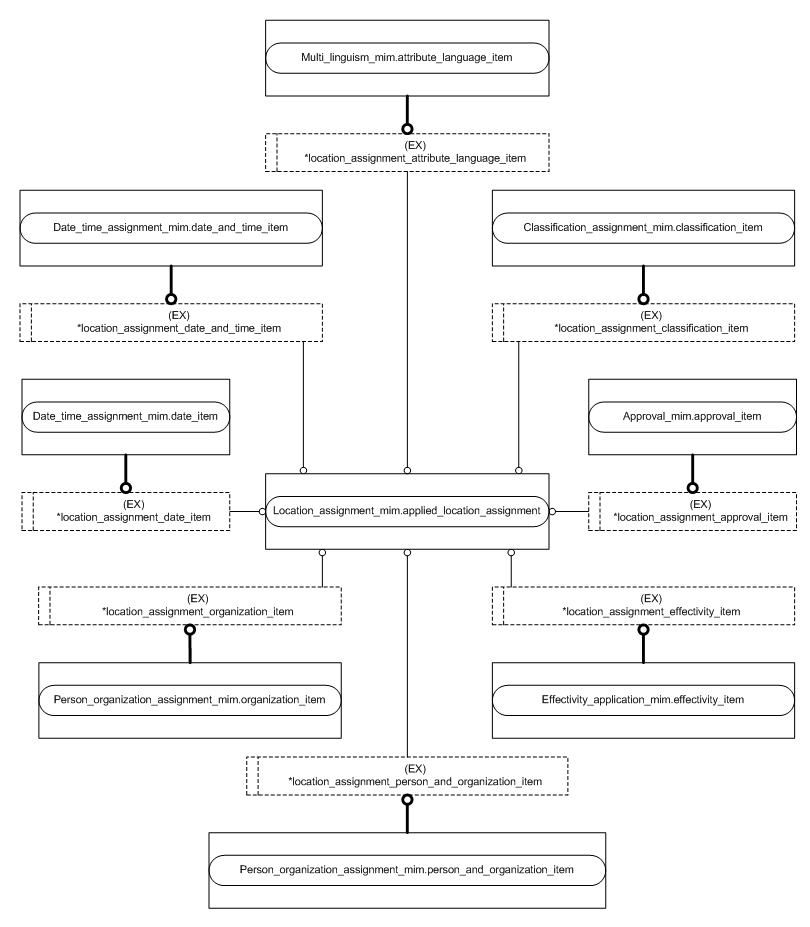 Multi_linguism_mim.attribute_language_item
(EX)
*location_assignment_attribute_language_item
Date_time_assignment_mim.date_and_time_item
Classification_assignment_mim.classification_item
(EX)
*location_assignment_date_and_time_item
(EX)
*location_assignment_classification_item
Date_time_assignment_mim.date_item
Approval_mim.approval_item
(EX)
*location_assignment_date_item
Location_assignment_mim.applied_location_assignment
(EX)
*location_assignment_approval_item
(EX)
*location_assignment_organization_item
(EX)
*location_assignment_effectivity_item
Person_organization_assignment_mim.organization_item
Effectivity_application_mim.effectivity_item
(EX)
*location_assignment_person_and_organization_item
Person_organization_assignment_mim.person_and_organization_item